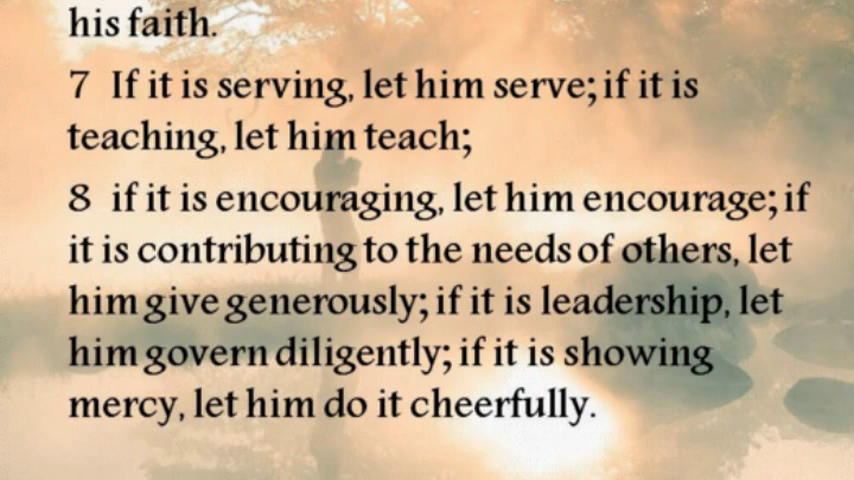 his faith.
7 If it is serving, let him serve; if it is
teaching, let him teach;
8 if it is encouraging, let him encourage; if
it is contributing to the needs of others, let
him give generously; if it is leadership, let
him govern diligently; if it is showing
mercy, let him do it cheerfully.